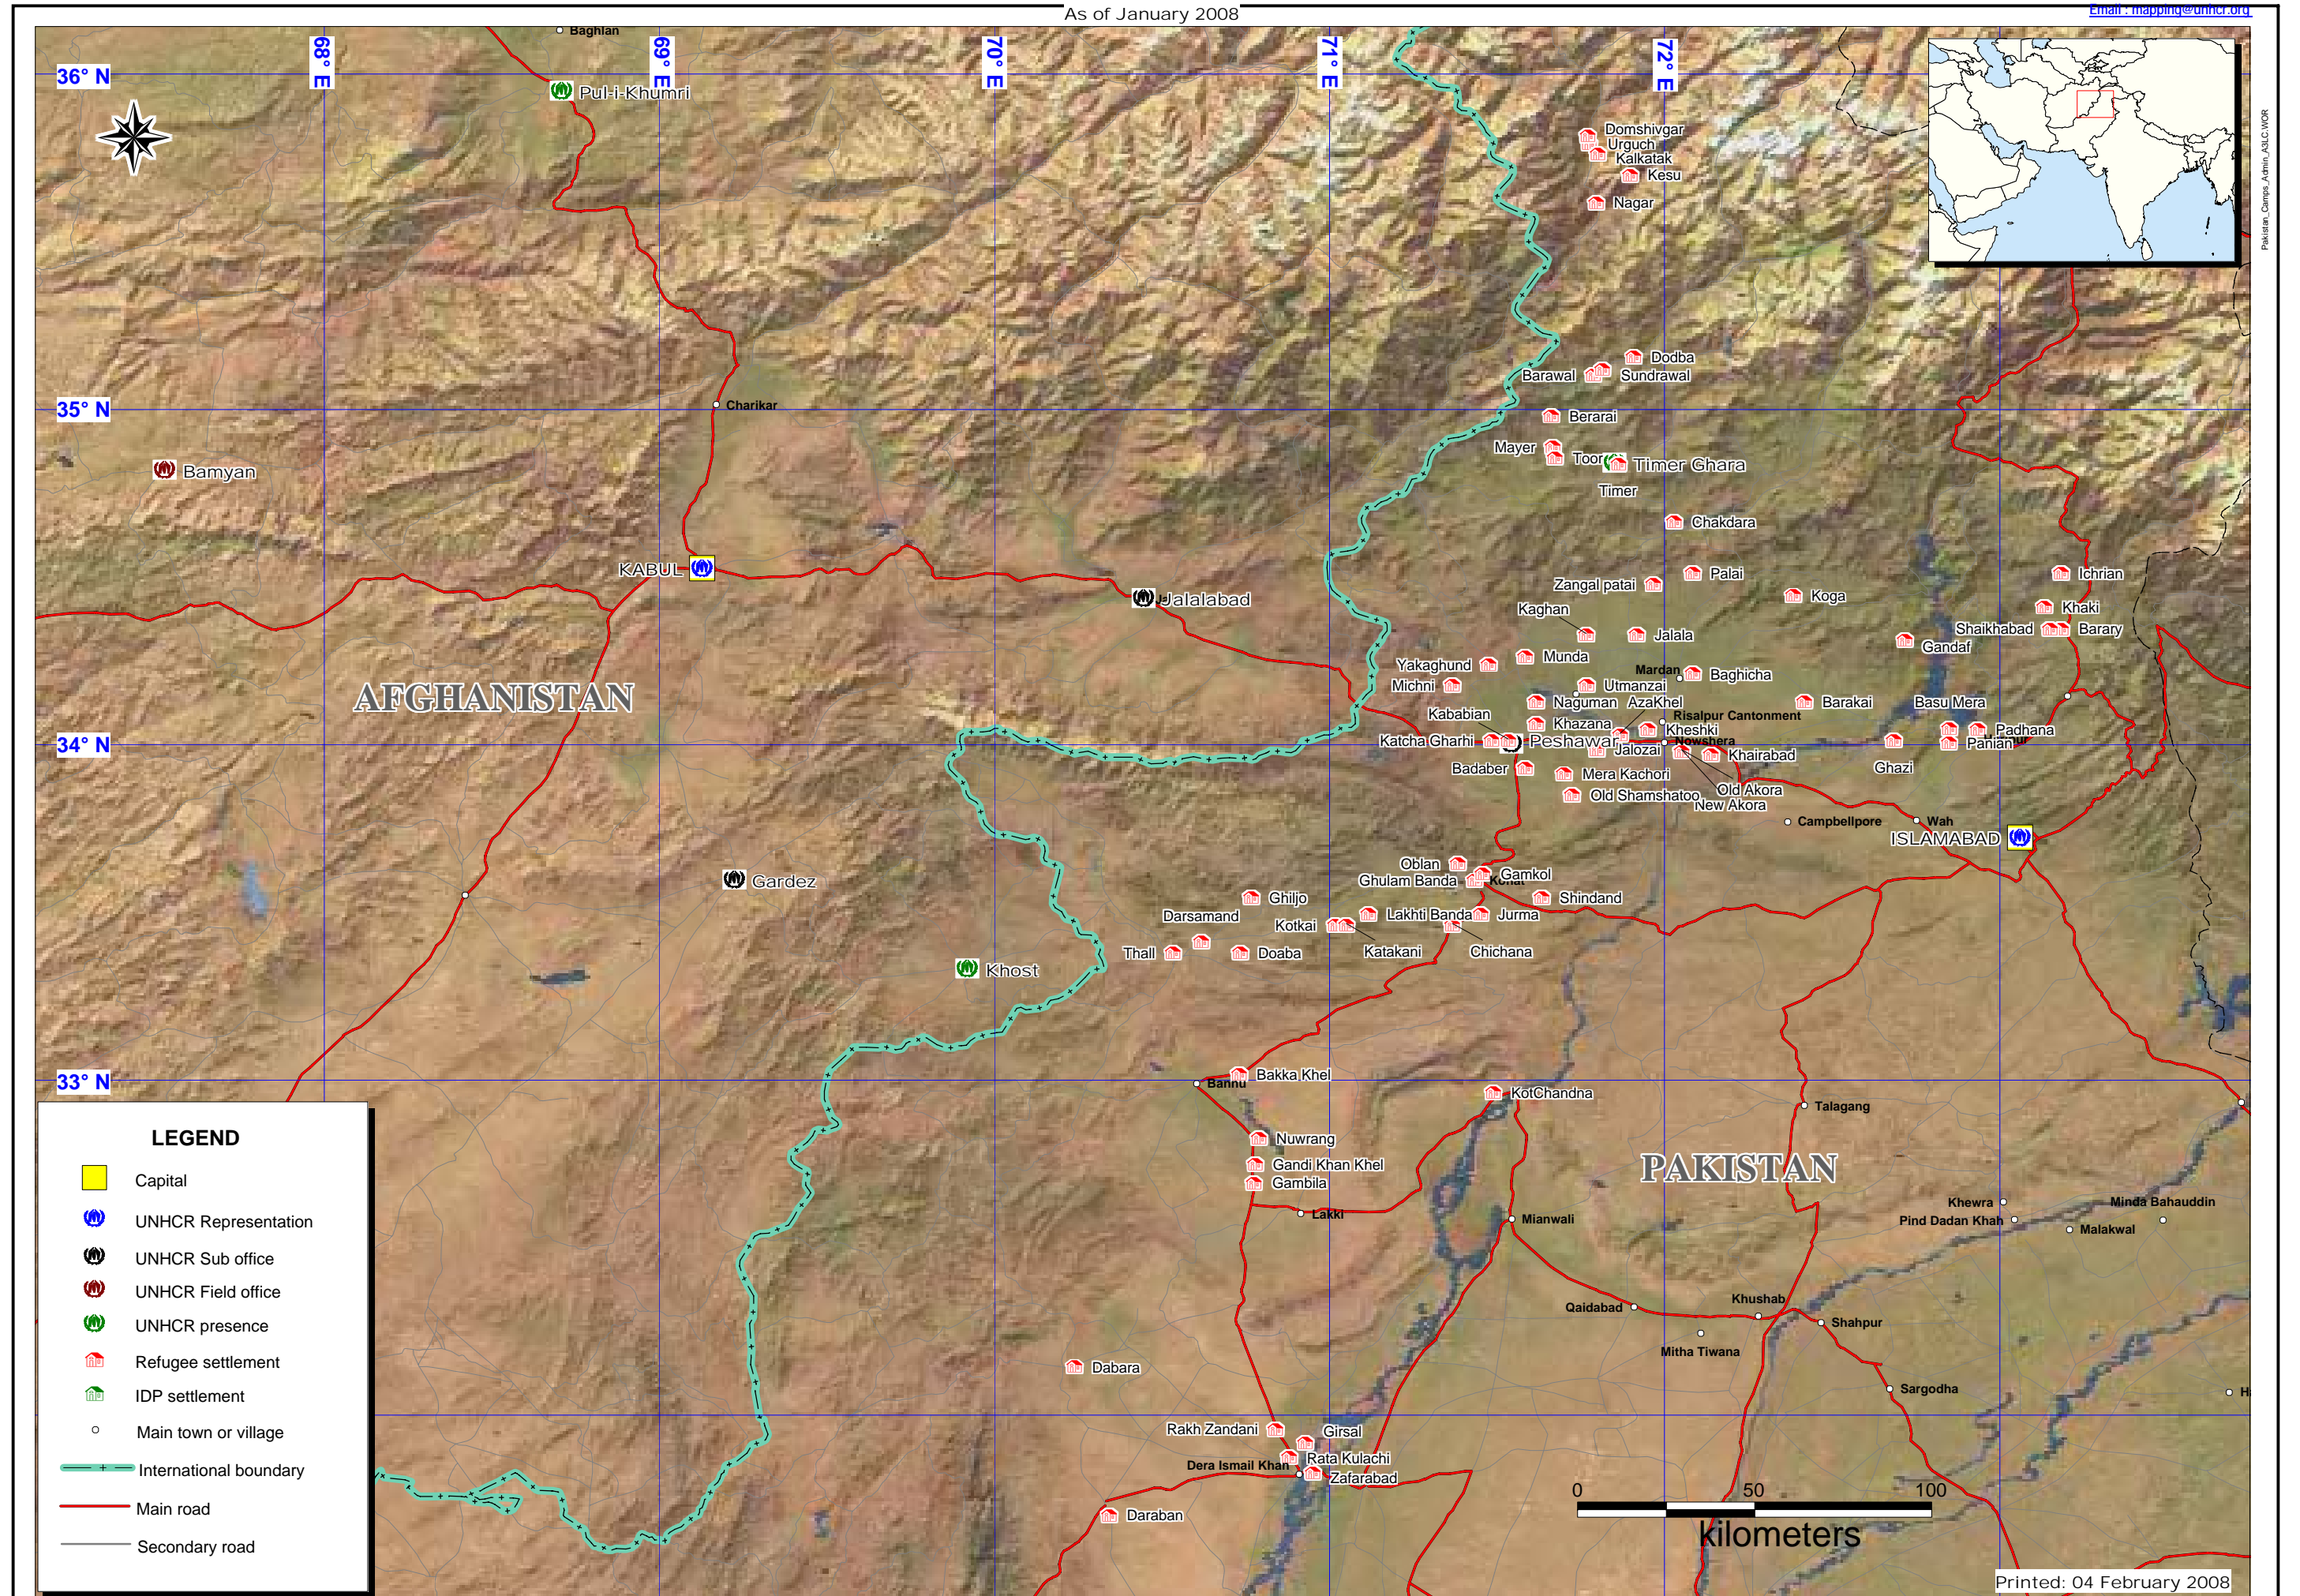 As of January 2008
Email : mapping@unhcr.org
Pakistan_Camps_Admin_A3LC.WOR
68° E
69° E
70° E
71° E
72° E
36° N
35° N
34° N
33° N
Baghlan
Pul-i-Khumri
Domshivgar
Urguch
Kalkatak
Kesu
Nagar
Dodba
Barawal
Sundrawal
Charikar
Berarai
Mayer
Toor
Timer Ghara
Timer
Bamyan
Chakdara
KABUL
Palai
Zangal patai
Ichrian
Jalalabad
Koga
Kaghan
Khaki
Shaikhabad
Barary
Jalala
Gandaf
Munda
Yakaghund
Mardan
Baghicha
Michni
Utmanzai
AFGHANISTAN
Naguman
AzaKhel
Barakai
Basu Mera
Kababian
Khazana
Risalpur Cantonment
Kheshki
Padhana
Katcha Gharhi
Peshawar
Jalozai
Nowshera
Panian
Khairabad
Badaber
Mera Kachori
Ghazi
Old Shamshatoo
Old Akora
New Akora
Campbellpore
Wah
ISLAMABAD
Oblan
Gamkol
Ghulam Banda
Kohat
Gardez
Ghiljo
Shindand
Darsamand
Lakhti Banda
Jurma
Kotkai
Thall
Doaba
Katakani
Chichana
Khost
Bakka Khel
Bannu
KotChandna
Talagang
Nuwrang
Gandi Khan Khel
PAKISTAN
Gambila
Lakki
Mianwali
Khewra
Minda Bahauddin
Pind Dadan Khah
Malakwal
Qaidabad
Khushab
Shahpur
Mitha Tiwana
Dabara
Sargodha
Rakh Zandani
Girsal
Rata Kulachi
Dera Ismail Khan
Zafarabad
Daraban
LEGEND
Capital
UNHCR Representation
UNHCR Sub office
UNHCR Field office
UNHCR presence
Refugee settlement
IDP settlement
Main town or village
International boundary
Main road
Secondary road
0 50 100
kilometers
Printed: 04 February 2008